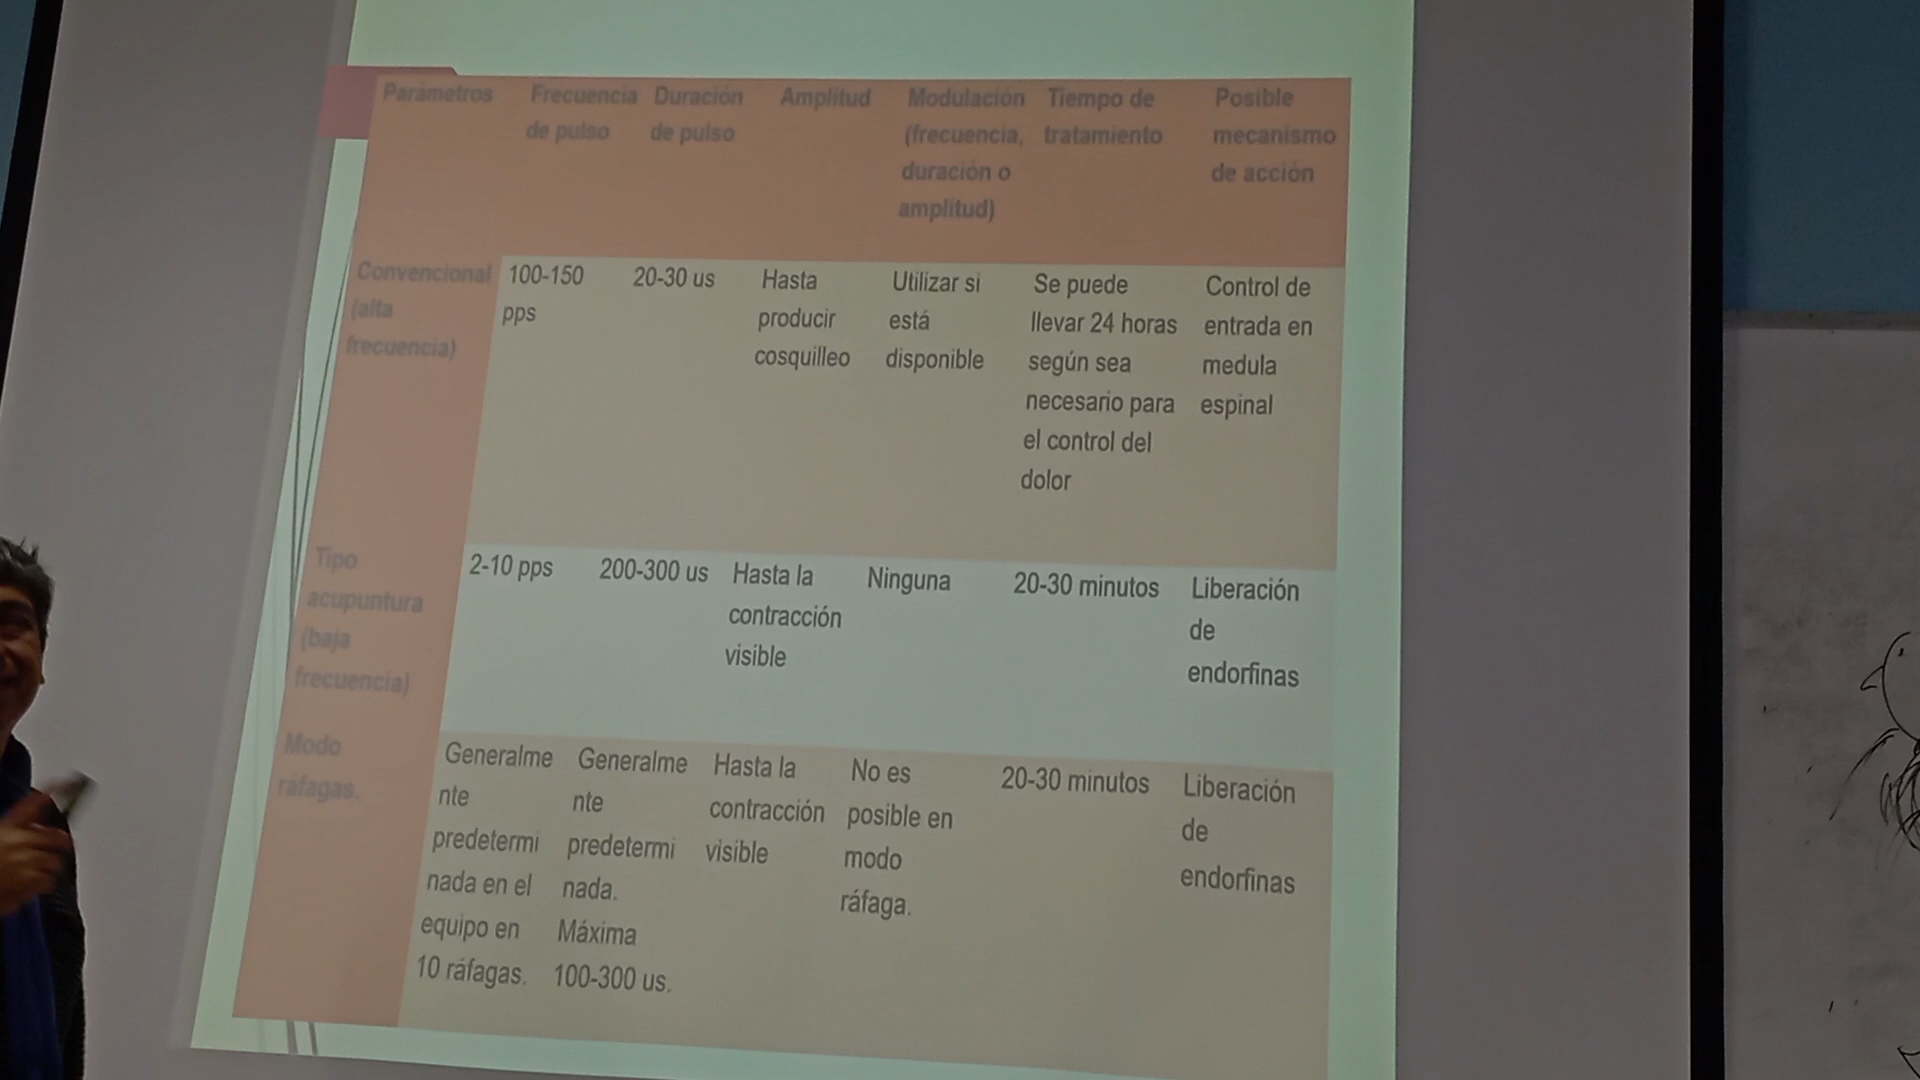 Parámetros
Frecuencia
de pulso
Duración
de pulso
Amplitud
Modulación
(frecuencia,
duración o
amplitud)
Tiempo de
tratamiento
Posible
mecanismo
de acción
Convencional
(alta
frecuencia)
100-150
pps
20-30 us
Hasta
producir
cosquilleo
Utilizar si
está
disponible
Se puede
llevar 24 horas
según sea
necesario para
el control del
dolor
Control de
entrada en
medula
espinal
Tipo
acupuntura
(baja
frecuencia)
2-10 pps
200-300 us
Hasta la
contracción
visible
Ninguna
20-30 minutos
Liberación
de
endorfinas
Modo
ráfagas.
Generalme
nte
predetermi
nada en el
equipo en
10 ráfagas.
Generalme
nte
predetermi
nada.
Máxima
100-300 us.
Hasta la
contracción
visible
No es
posible en
modo
ráfaga.
20-30 minutos
Liberación
de
endorfinas